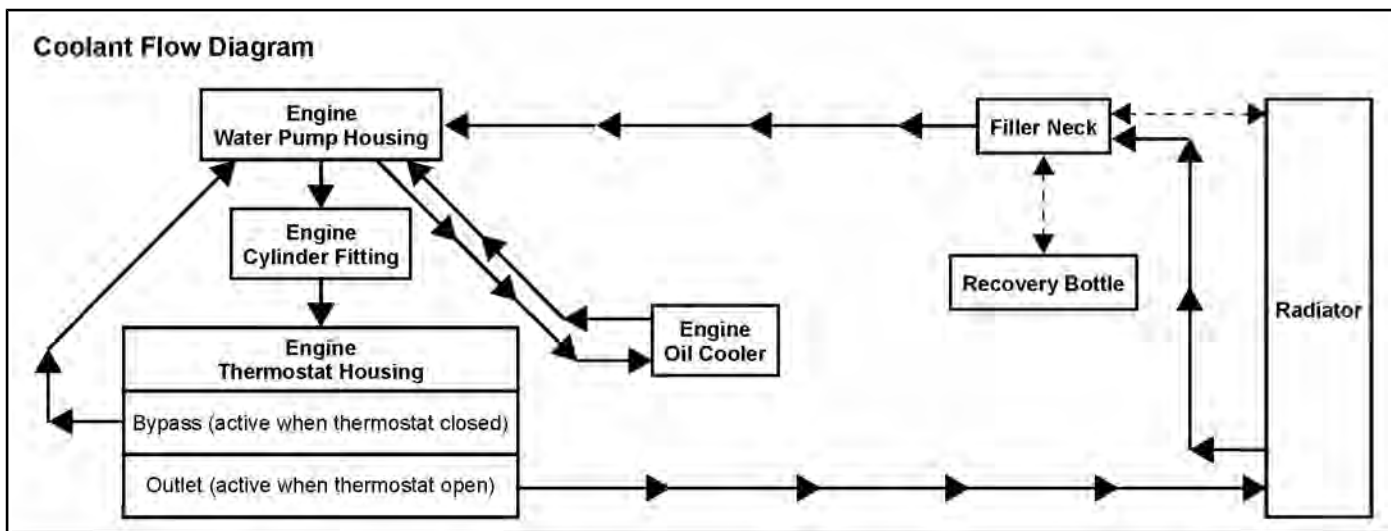 Coolant Flow Diagram
Engine
Water Pump Housing
Filler Neck
Engine
Cylinder Fitting
Recovery Bottle
Radiator
Engine
Oil Cooler
Engine
Thermostat Housing
Bypass (active when thermostat closed)
Outlet (active when thermostat open)